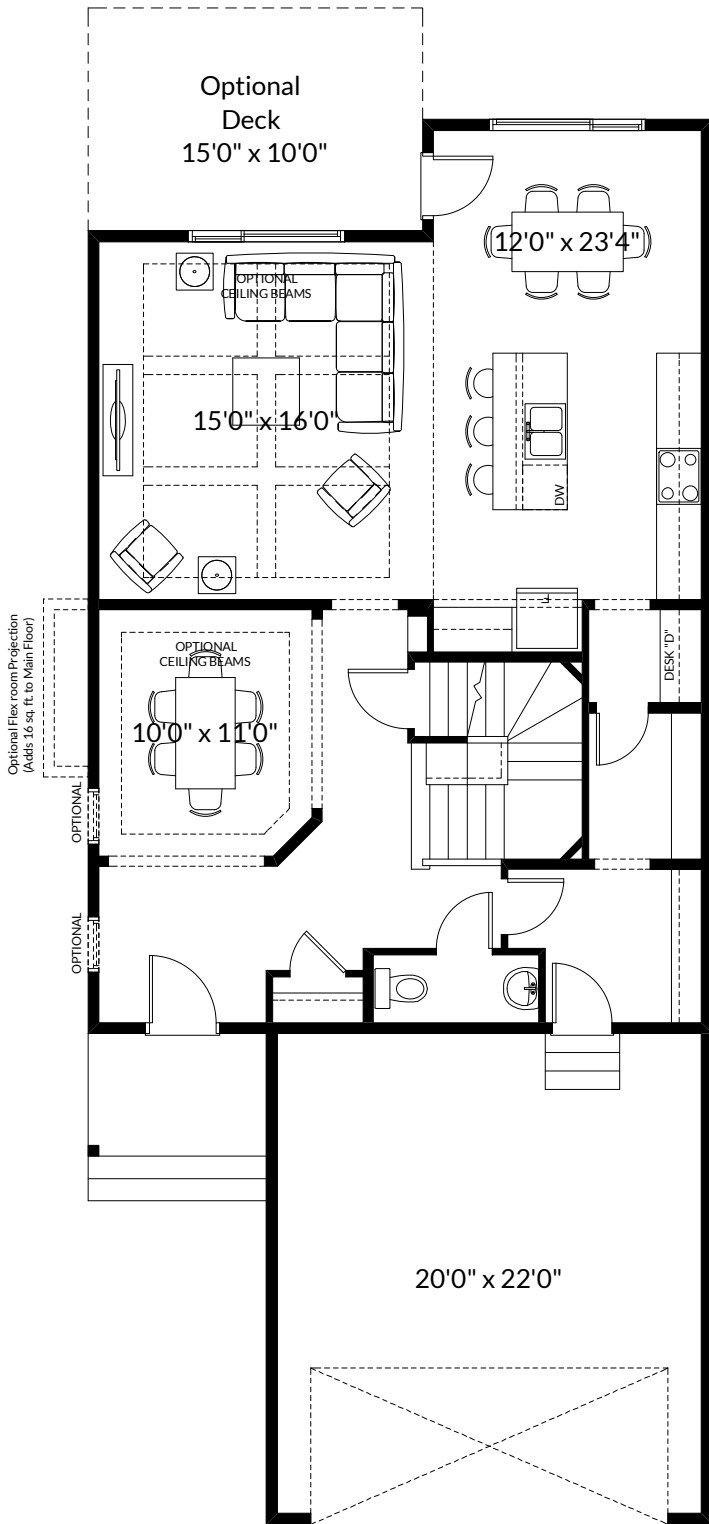 Optional
Deck
15'0" x 10'0"
12'0" x 23'4"
OPTIONAL
CEILING BEAMS
15'0" x 16'0"
DW
F
DESK "D"
OPTIONAL
CEILING BEAMS
10'0" x 11'0"
Optional Flex room Projection
(Adds 16 sq. ft. to Main Floor)
OPTIONAL
OPTIONAL
20'0" x 22'0"